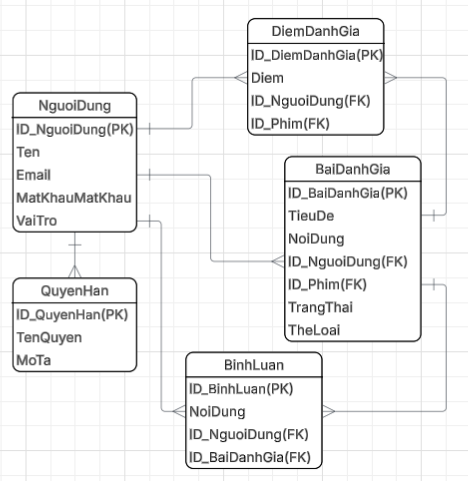 DiemDanhGia
ID_DiemDanhGia(PK)
Diem
ID_NguoiDung(FK)
ID_Phim(FK)
NguoiDung
ID_NguoiDung(PK)
Ten
Email
MatKhauMatKhau
VaiTro
BaiDanhGia
ID_BaiDanhGia(PK)
TieuDe
NoiDung
ID_NguoiDung(FK)
ID_Phim(FK)
TrangThai
TheLoai
QuyenHan
ID_QuyenHan(PK)
TenQuyen
MoTa
BinhLuan
ID_BinhLuan(PK)
NoiDung
ID_NguoiDung(FK)
ID_BaiDanhGia(FK)